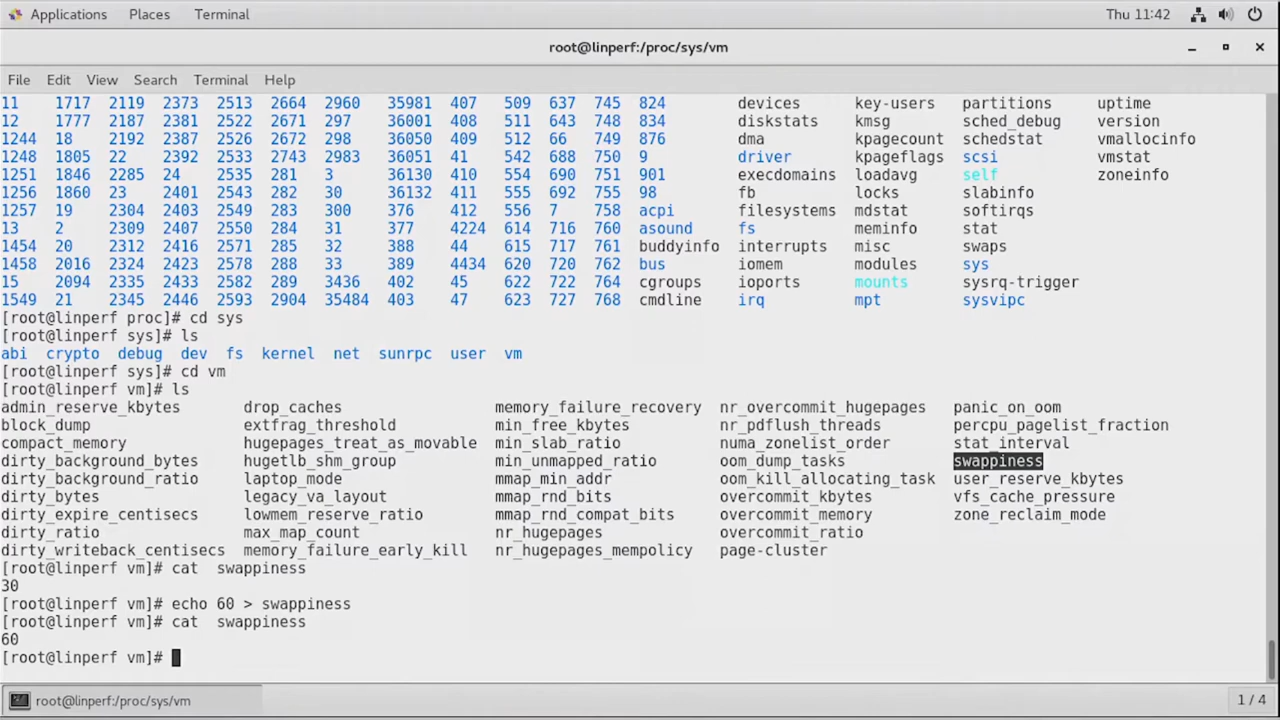 Applications Places Terminal Thu 11:42
root@linperf:/proc/sys/vm
File Edit View Search Terminal Help
11 1717 2119 2373 2513 2664 2960 35981 407 509 637 745 824 devices key-users partitions uptime
12 1777 2187 2381 2522 2671 297 36001 408 511 643 748 834 diskstats kmsg sched_debug version
1244 18 2192 2387 2526 2672 298 36050 409 512 66 749 876 dma kpagecount schedstat vmallocinfo
1248 1805 22 2392 2533 2743 2983 36051 41 542 688 750 9 driver kpageflags scsi vmstat
1251 1846 2285 24 2535 281 3 36130 410 554 690 751 901 execdomains loadavg self zoneinfo
1256 1860 23 2401 2543 282 30 36132 411 555 692 755 98 fb locks slabinfo
1257 19 2304 2403 2549 283 300 376 412 556 7 758 acpi filesystems mdstat softirqs
13 2 2309 2407 2550 284 31 377 4224 614 716 760 asound fs meminfo stat
1454 20 2312 2416 2571 285 32 388 44 615 717 761 buddyinfo interrupts misc swaps
1458 2016 2324 2423 2578 288 33 389 4434 620 720 762 bus iomem modules sys
15 2094 2335 2433 2582 289 3436 402 45 622 722 764 cgroups ioports mounts sysrq-trigger
1549 21 2345 2446 2593 2904 35484 403 47 623 727 768 cmdline irq mpt sysvipc
[root@linperf proc]# cd sys
[root@linperf sys]# ls
abi crypto debug dev fs kernel net sunrpc user vm
[root@linperf sys]# cd vm
[root@linperf vm]# ls
admin_reserve_kbytes drop_caches memory_failure_recovery nr_overcommit_hugepages panic_on_oom
block_dump extfrag_threshold min_free_kbytes nr_pdflush_threads percpu_pagelist_fraction
compact_memory hugepages_treat_as_movable min_slab_ratio numa_zonelist_order stat_interval
dirty_background_bytes hugetlb_shm_group min_unmapped_ratio oom_dump_tasks swappiness
dirty_background_ratio laptop_mode mmap_min_addr oom_kill_allocating_task user_reserve_kbytes
dirty_bytes legacy_va_layout mmap_rnd_bits overcommit_kbytes vfs_cache_pressure
dirty_expire_centisecs lowmem_reserve_ratio mmap_rnd_compat_bits overcommit_memory zone_reclaim_mode
dirty_ratio max_map_count nr_hugepages overcommit_ratio
dirty_writeback_centisecs memory_failure_early_kill nr_hugepages_mempolicy page-cluster
[root@linperf vm]# cat  swappiness
30
[root@linperf vm]# echo 60 > swappiness
[root@linperf vm]# cat  swappiness
60
[root@linperf vm]#
root@linperf:/proc/sys/vm 1 / 4